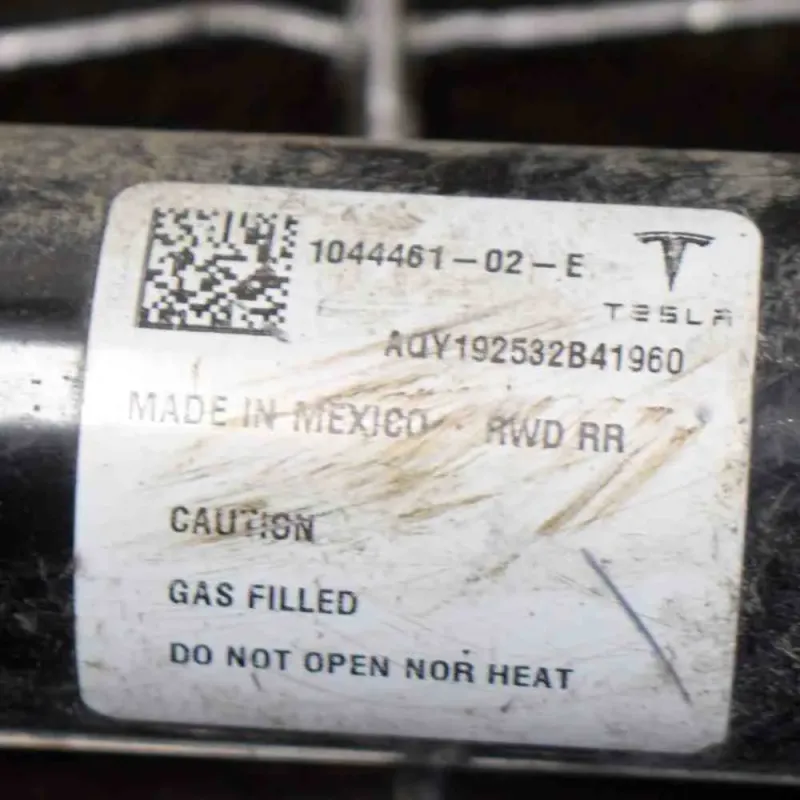 1044461-02-E
TESLA
AQY192532B41960
MADE IN MEXICO RWD RR
CAUTION
GAS FILLED
DO NOT OPEN NOR HEAT